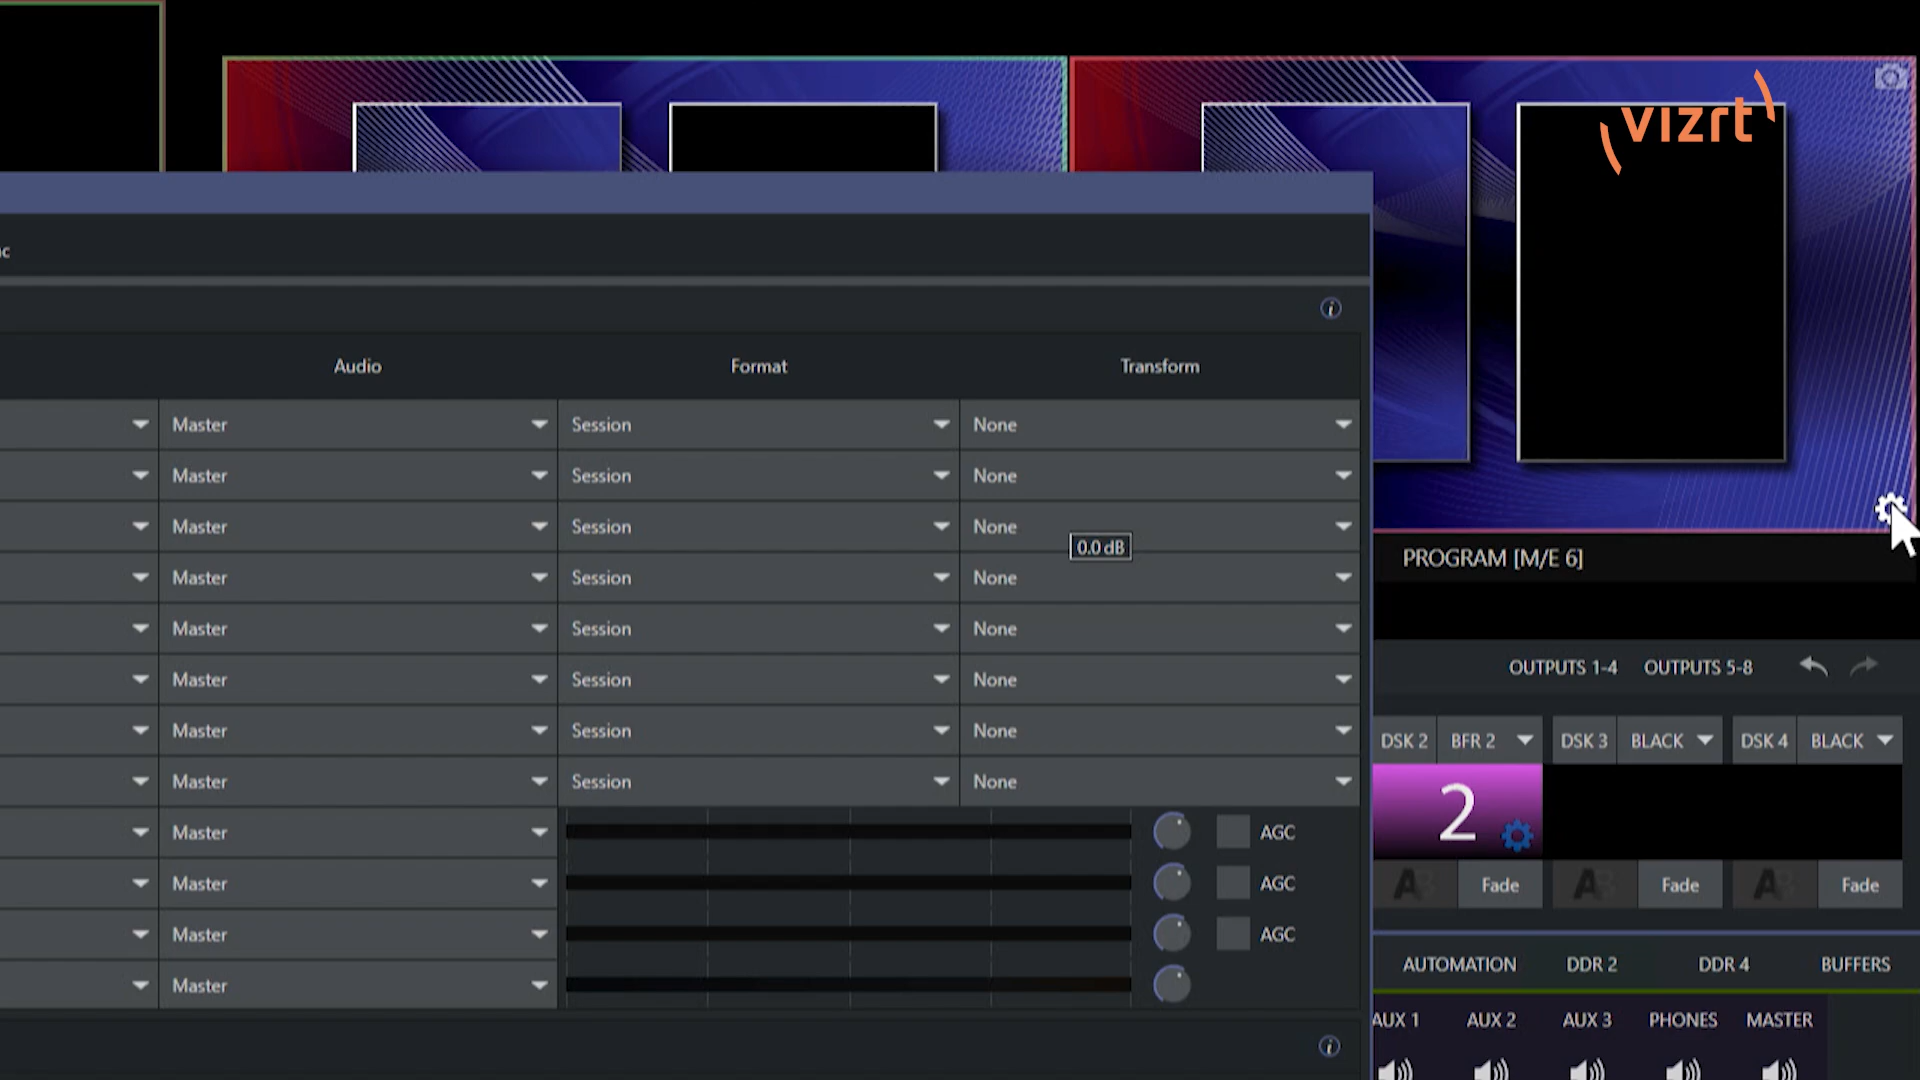 vizrt
c
Audio Format Transform
Master Session None
Master Session None
Master Session None
0.0 dB
Master Session None
Master Session None
Master Session None
Master Session None
Master Session None
Master AGC
Master AGC
Master AGC
Master
PROGRAM [M/E 6]
OUTPUTS 1-4 OUTPUTS 5-8
DSK 2 BFR 2 DSK 3 BLACK DSK 4 BLACK
2
Fade Fade Fade
AUTOMATION DDR 2 DDR 4 BUFFERS
AUX 1 AUX 2 AUX 3 PHONES MASTER